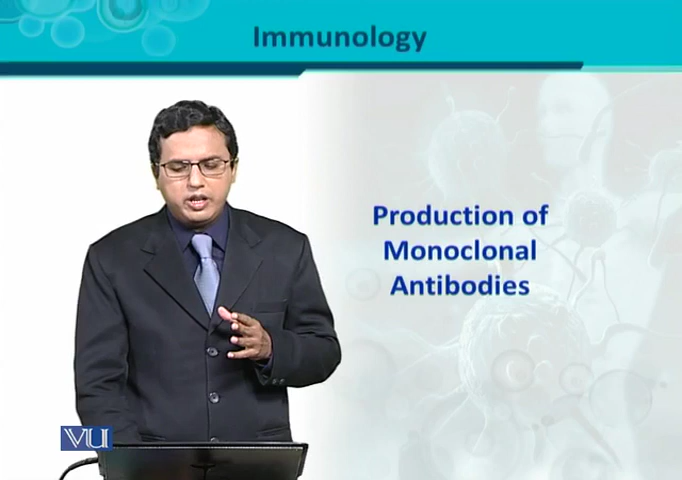 Immunology
Production of
Monoclonal
Antibodies
VU